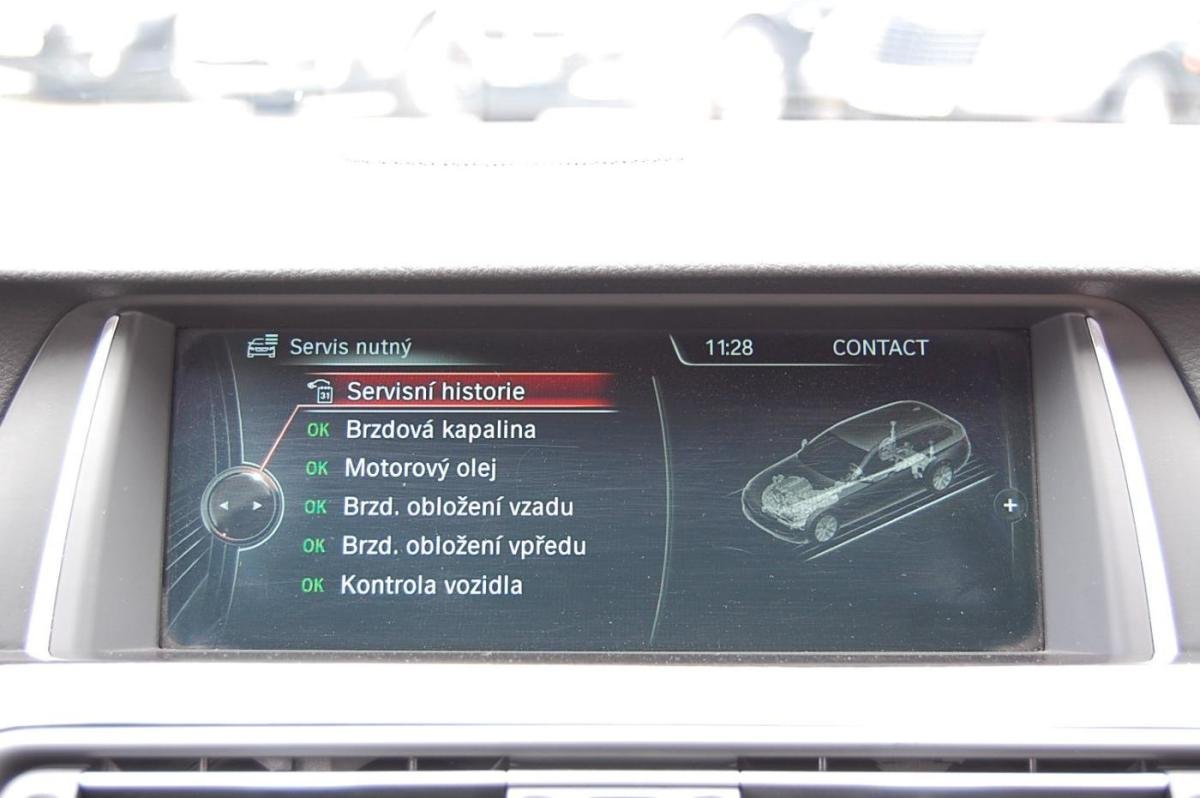 Servis nutný
11:28 CONTACT
31 Servisní historie
OK Brzdová kapalina
OK Motorový olej
OK Brzd. obložení vzadu
OK Brzd. obložení vpředu
OK Kontrola vozidla
+